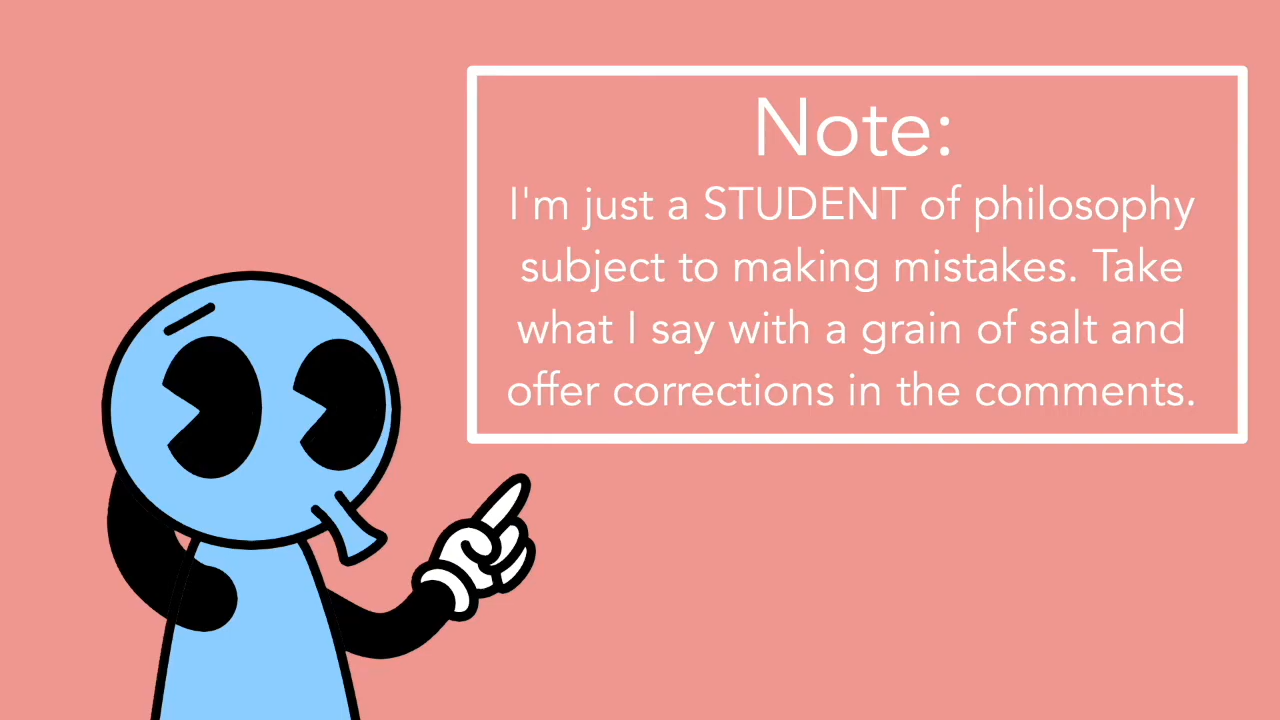 Note:
I'm just a STUDENT of philosophy
subject to making mistakes. Take
what I say with a grain of salt and
offer corrections in the comments.